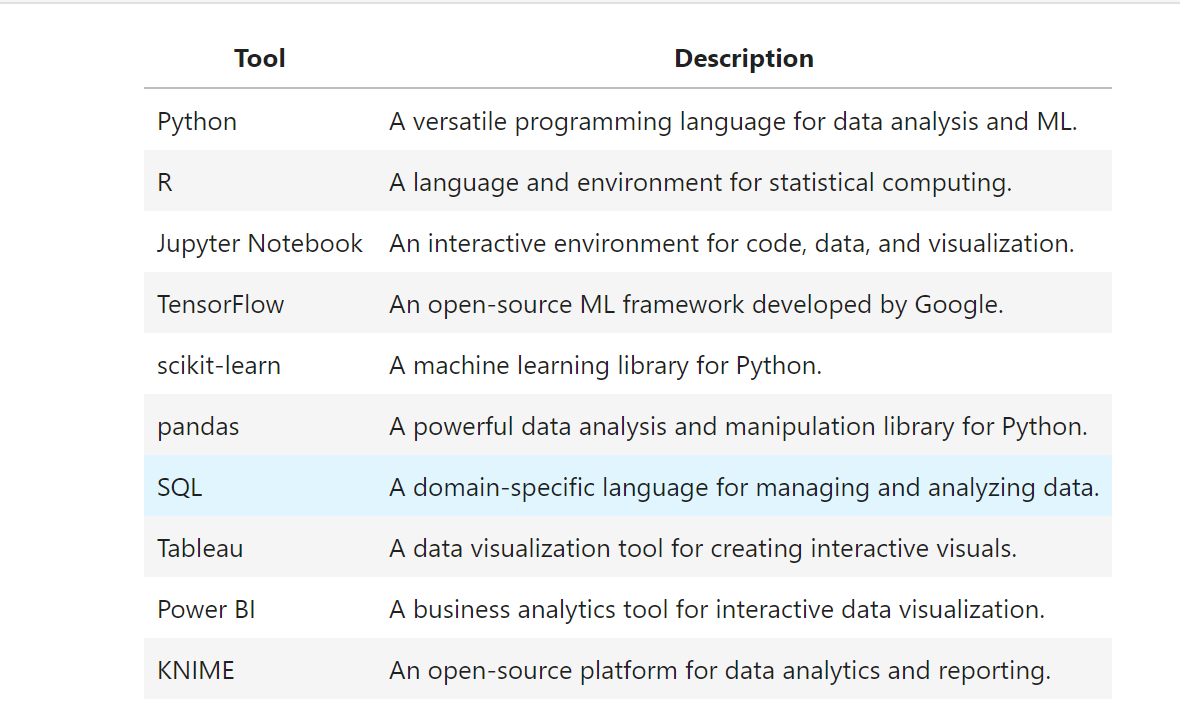 Tool Description
Python A versatile programming language for data analysis and ML.
R A language and environment for statistical computing.
Jupyter Notebook An interactive environment for code, data, and visualization.
TensorFlow An open-source ML framework developed by Google.
scikit-learn A machine learning library for Python.
pandas A powerful data analysis and manipulation library for Python.
SQL A domain-specific language for managing and analyzing data.
Tableau A data visualization tool for creating interactive visuals.
Power BI A business analytics tool for interactive data visualization.
KNIME An open-source platform for data analytics and reporting.